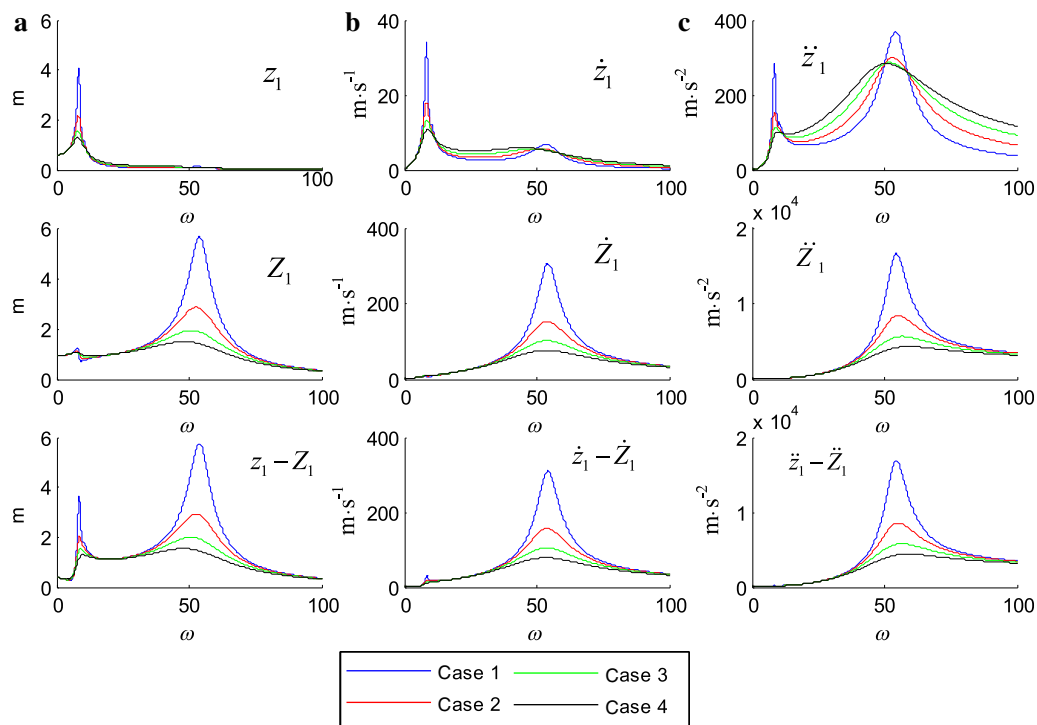 a b c
6 40 400
z₁ ż₁ z̈₁
4
m m·s⁻¹ m·s⁻²
20 200
2
0 0 0
0 50 100 0 50 100 0 50 100
ω ω ω
x 10⁴
6 400 2
Z₁ Ż₁ Z̈₁
4
m m·s⁻¹ m·s⁻²
200 1
2
0 0 0
0 50 100 0 50 100 0 50 100
ω ω ω
x 10⁴
6 400 2
z₁ − Z₁ ż₁ − Ż₁ z̈₁ − Z̈₁
4
m m·s⁻¹ m·s⁻²
200 1
2
0 0 0
0 50 100 0 50 100 0 50 100
ω ω ω
Case 1 Case 3
Case 2 Case 4